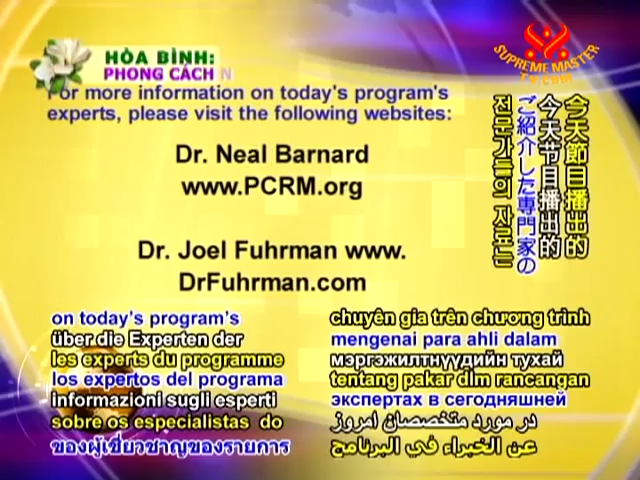 HÒA BÌNH:
PHONG CÁCH N
SUPREME MASTER
TV.COM
For more information on today's program's
experts, please visit the following websites:
Dr. Neal Barnard
www.PCRM.org
Dr. Joel Fuhrman www.
DrFuhrman.com
今天節目播出的
今天节目播出的
ご紹介した専門家の
전문가들의 자료는
on today's program's
über die Experten der
les experts du programme
los expertos del programa
informazioni sugli esperti
sobre os especialistas do
ของผู้เชี่ยวชาญของรายการ
chuyên gia trên chương trình
mengenai para ahli dalam
мэргэжилтнүүдийн тухай
tentang pakar dlm rancangan
экспертах в сегодняшней
در مورد متخصصان امروز
عن الخبراء في البرنامج